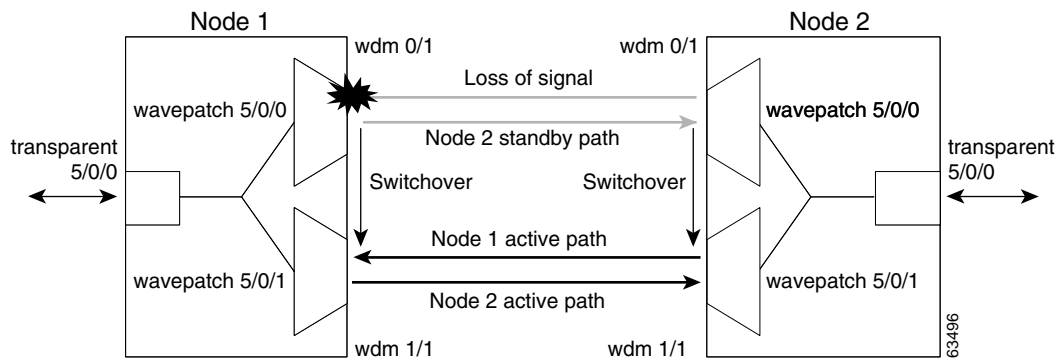 Node 1
Node 2
wdm 0/1
wdm 0/1
Loss of signal
wavepatch 5/0/0
wavepatch 5/0/0
Node 2 standby path
transparent
5/0/0
transparent
5/0/0
Switchover
Switchover
Node 1 active path
wavepatch 5/0/1
wavepatch 5/0/1
Node 2 active path
wdm 1/1
wdm 1/1
63496